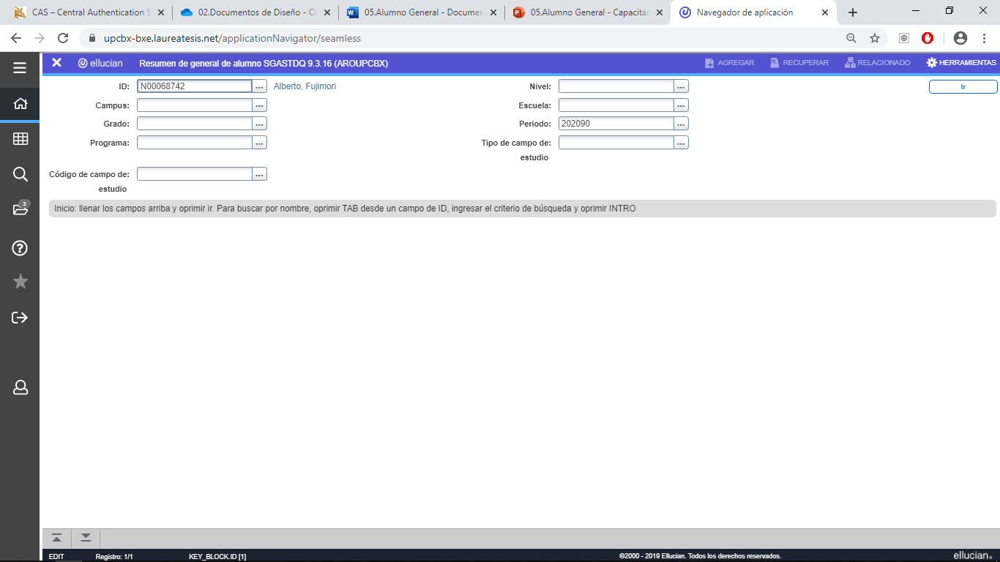 CAS – Central Authentication S
02.Documentos de Diseño - O
05.Alumno General - Documen
05.Alumno General - Capacitac
Navegador de aplicación
upcbx-bxe.laureatesis.net/applicationNavigator/seamless
ellucian Resumen de general de alumno SGASTDQ 9.3.16 (AROUPCBX) AGREGAR RECUPERAR RELACIONADO HERRAMIENTAS
ID: N00068742 ... Alberto, Fujimori Nivel: ... Ir
Campus: ... Escuela: ...
Grado: ... Periodo: 202090 ...
Programa: ... Tipo de campo de: ...
estudio
Código de campo de: ...
estudio
3
Inicio: llenar los campos arriba y oprimir ir. Para buscar por nombre, oprimir TAB desde un campo de ID, ingresar el criterio de búsqueda y oprimir INTRO
EDIT Registro: 1/1 KEY_BLOCK.ID [1] ©2000 - 2019 Ellucian. Todos los derechos reservados. ellucian.